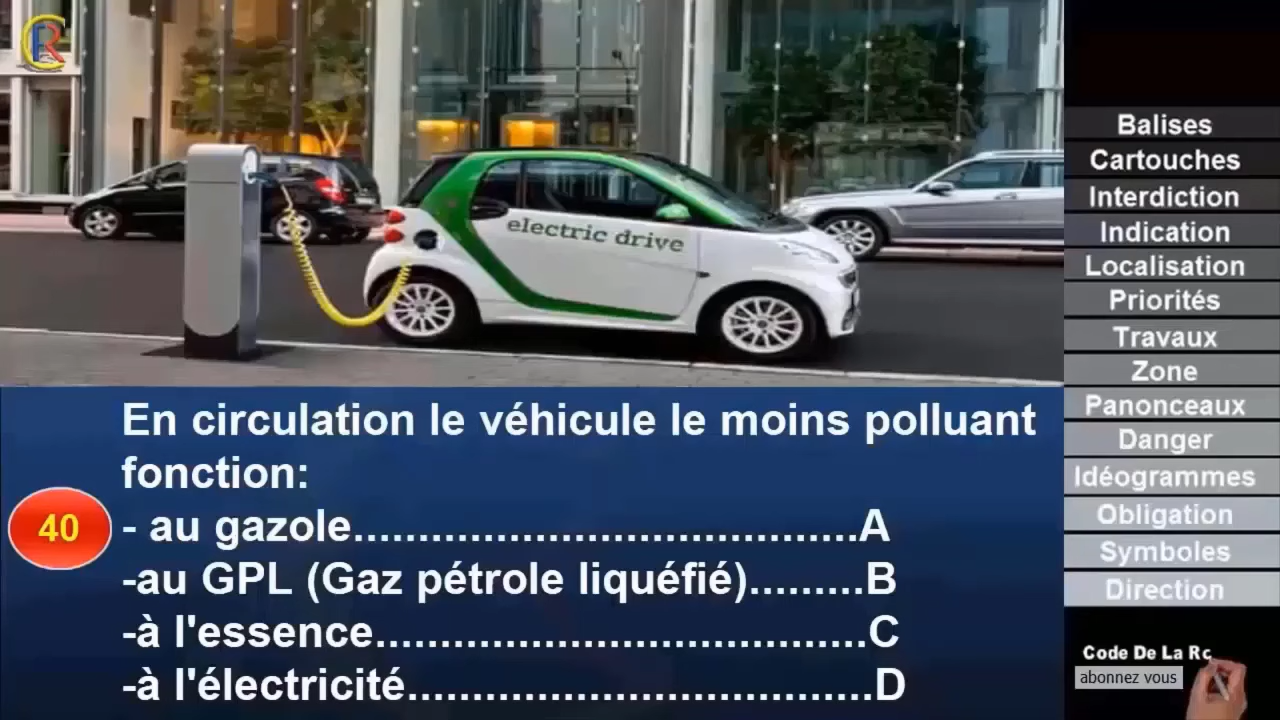 electric drive
En circulation le véhicule le moins polluant
fonction:
40
- au gazole.......................................A
-au GPL (Gaz pétrole liquéfié).........B
-à l'essence......................................C
-à l'électricité....................................D
Balises
Cartouches
Interdiction
Indication
Localisation
Priorités
Travaux
Zone
Panonceaux
Danger
Idéogrammes
Obligation
Symboles
Direction
Code De La Rc
abonnez vous